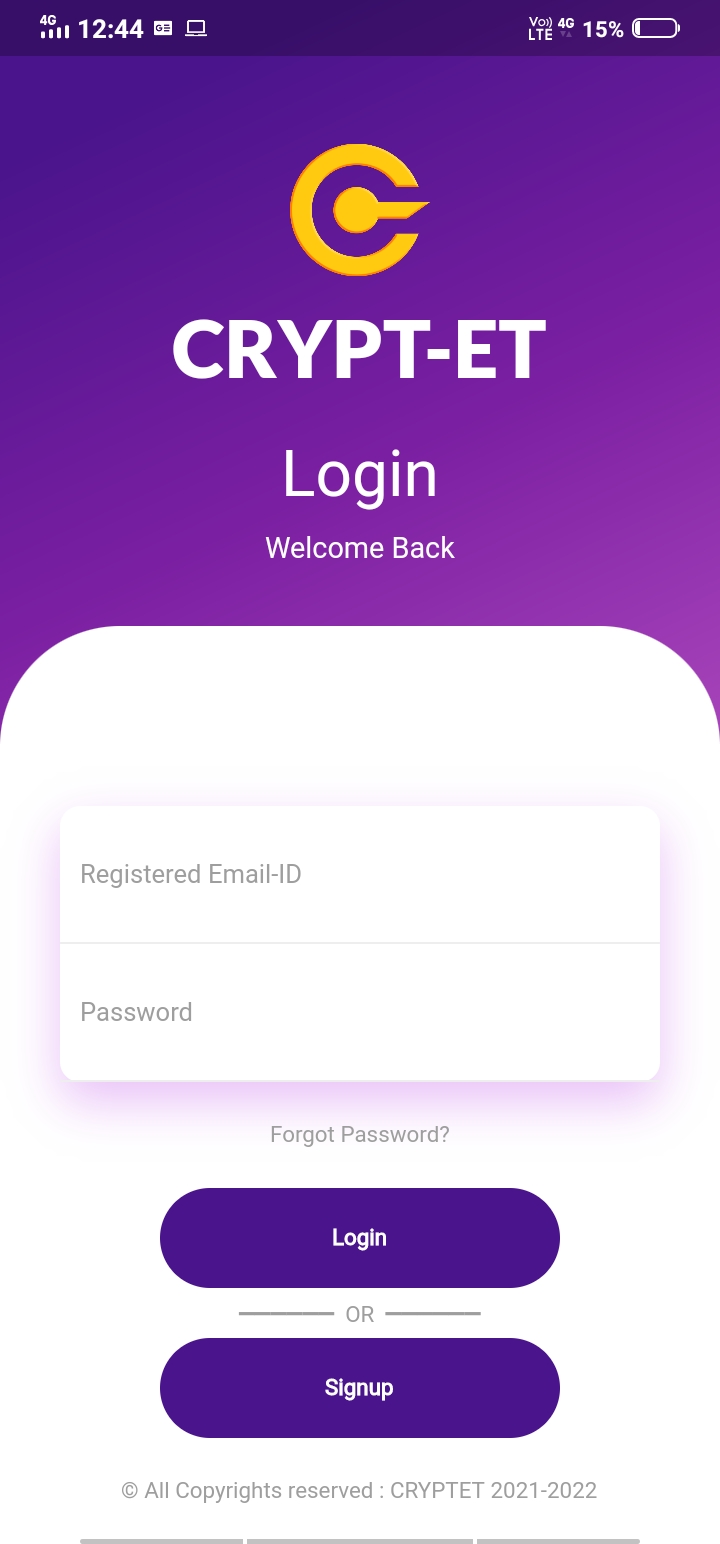 4G 12:44 GE Vo)) LTE 4G 15%
CRYPT-ET
Login
Welcome Back
Registered Email-ID
Password
Forgot Password?
Login
OR
Signup
© All Copyrights reserved : CRYPTET 2021-2022